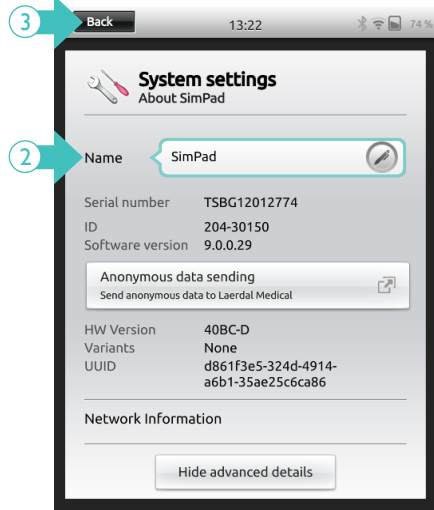 3 Back 13:22 74 %
System settings
About SimPad
2 Name SimPad
Serial number TSBG12012774
ID 204-30150
Software version 9.0.0.29
Anonymous data sending
Send anonymous data to Laerdal Medical
HW Version 40BC-D
Variants None
UUID d861f3e5-324d-4914-
a6b1-35ae25c6ca86
Network Information
Hide advanced details